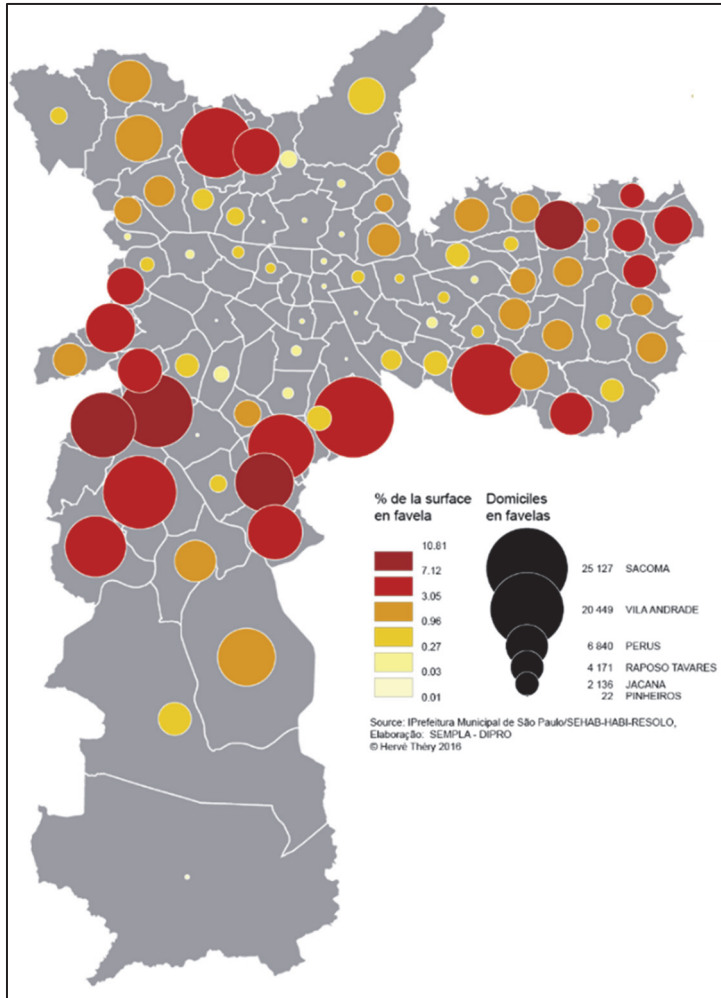 % de la surface
en favela
10.81
7.12
3.05
0.96
0.27
0.03
0.01
Domiciles
en favelas
25 127 SACOMA
20 449 VILA ANDRADE
6 840 PERUS
4 171 RAPOSO TAVARES
2 136 JACANA
22 PINHEIROS
Source: IPrefeitura Municipal de São Paulo/SEHAB-HABI-RESOLO,
Elaboração: SEMPLA - DIPRO
© Hervé Théry 2016